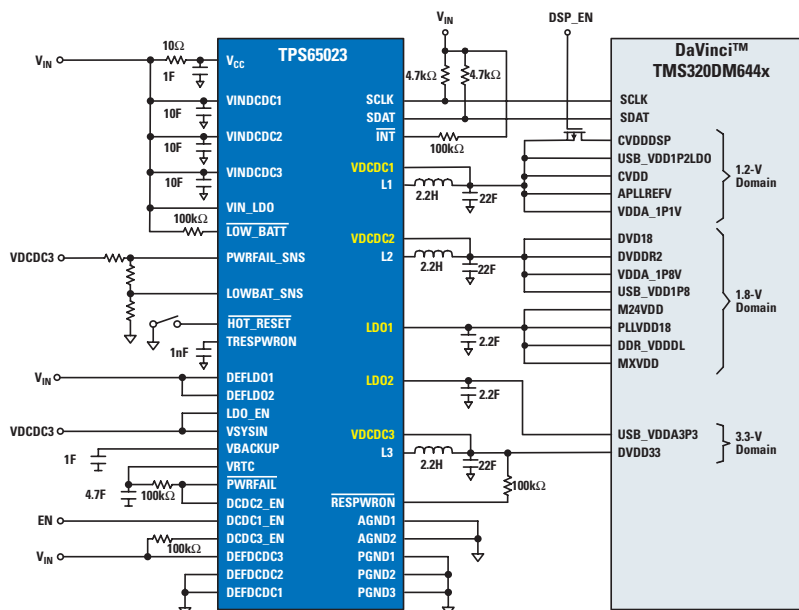 V_IN
DSP_EN
DaVinci™
TMS320DM644x
TPS65023
V_IN
10Ω
1F
V_CC
10F
VINDCDC1
10F
VINDCDC2
10F
VINDCDC3
VIN_LDO
100kΩ
LOW_BATT
VDCDC3
PWRFAIL_SNS
LOWBAT_SNS
HOT_RESET
1nF
TRESPWRON
V_IN
DEFLDO1
DEFLDO2
LDO_EN
VDCDC3
VSYSIN
VBACKUP
1F
VRTC
4.7F
100kΩ
PWRFAIL
DCDC2_EN
EN
DCDC1_EN
DCDC3_EN
100kΩ
V_IN
DEFDCDC3
DEFDCDC2
DEFDCDC1
4.7kΩ
4.7kΩ
SCLK
SDAT
INT
100kΩ
VDCDC1
L1
2.2H
22F
VDCDC2
L2
2.2H
22F
LDO1
2.2F
LDO2
2.2F
VDCDC3
L3
2.2H
22F
100kΩ
RESPWRON
AGND1
AGND2
PGND1
PGND2
PGND3
SCLK
SDAT
CVDDDSP
USB_VDD1P2LDO
CVDD
APLLREFV
VDDA_1P1V
1.2-V
Domain
DVD18
DVDDR2
VDDA_1P8V
USB_VDD1P8
M24VDD
PLLVDD18
DDR_VDDDL
MXVDD
1.8-V
Domain
USB_VDDA3P3
DVDD33
3.3-V
Domain